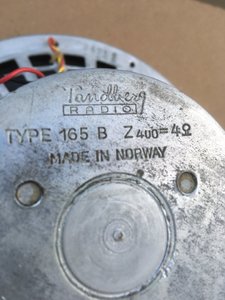 Tandberg
RADIO
TYPE 165 B Z400=4Ω
MADE IN NORWAY